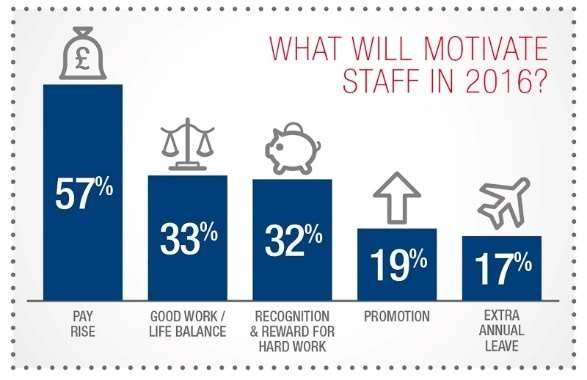 WHAT WILL MOTIVATE
STAFF IN 2016?
£
57%
33%
32%
19%
17%
PAY
RISE
GOOD WORK /
LIFE BALANCE
RECOGNITION
& REWARD FOR
HARD WORK
PROMOTION
EXTRA
ANNUAL
LEAVE